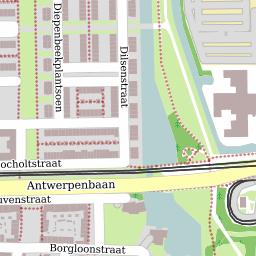 Diepenbeekplantsoen
Dilsenstraat
ocholtstraat
Antwerpenbaan
uvenstraat
Borgloonstraat